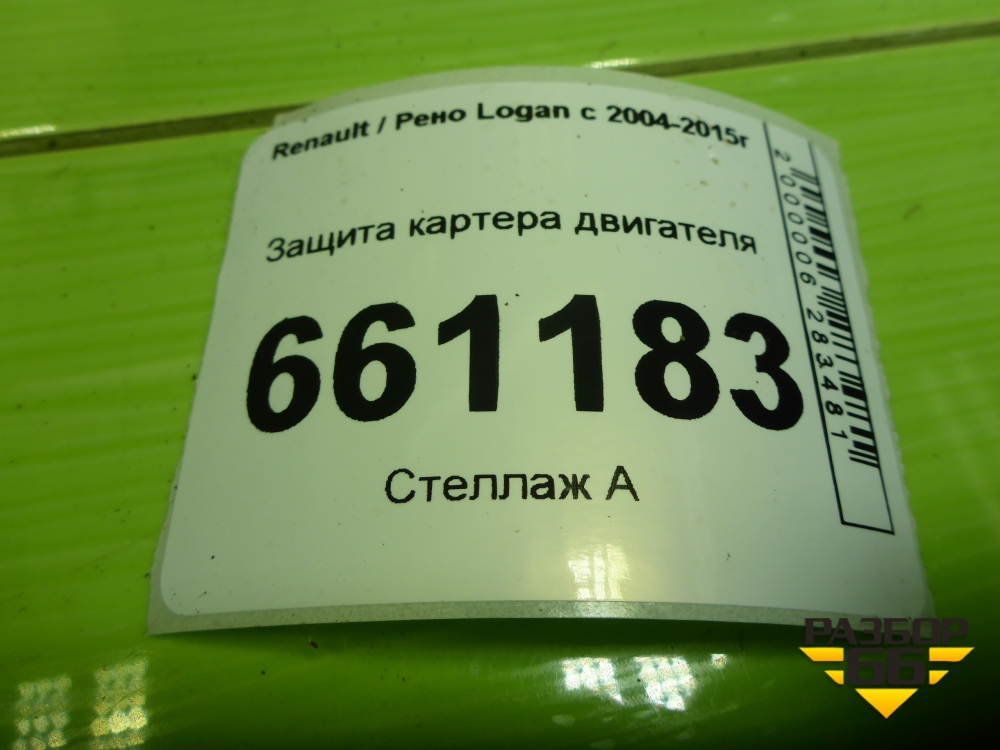 Renault / Рено Logan с 2004-2015г
Защита картера двигателя
661183
Стеллаж А
2000006283481
РАЗБОР
66